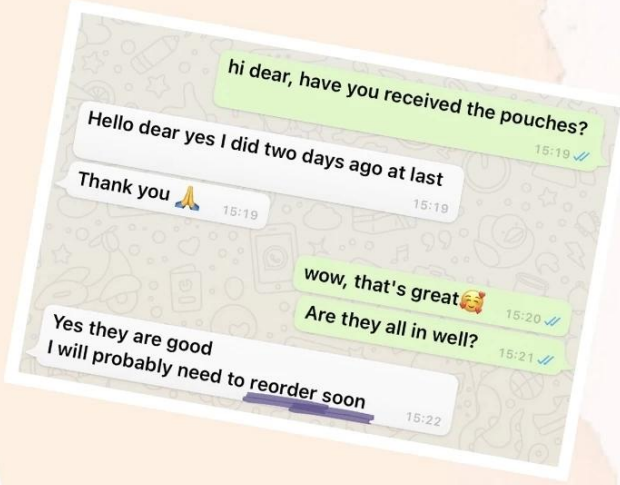 hi dear, have you received the pouches?
15:19
Hello dear yes I did two days ago at last
15:19
Thank you 🙏
15:19
wow, that's great🥰
15:20
Are they all in well?
15:21
Yes they are good
I will probably need to reorder soon
15:22